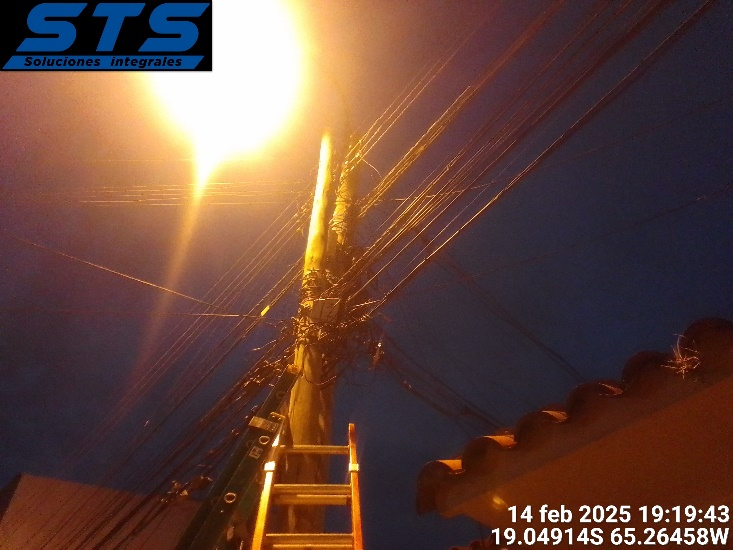 STS
Soluciones integrales
14 feb 2025 19:19:43
19.04914S 65.26458W